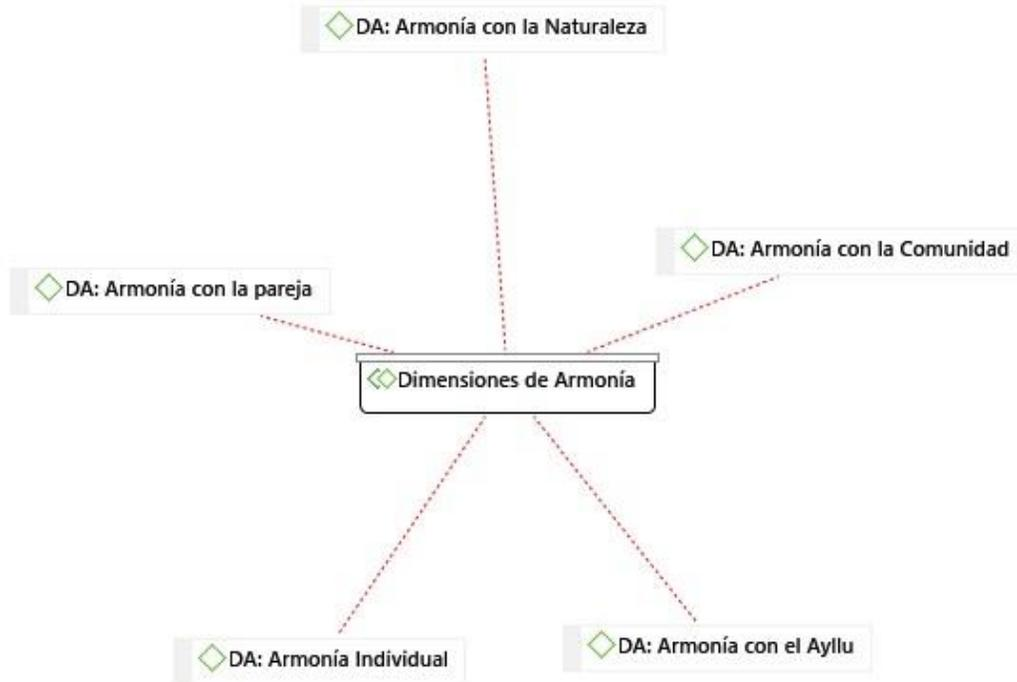 DA: Armonía con la Naturaleza
DA: Armonía con la Comunidad
DA: Armonía con la pareja
Dimensiones de Armonía
DA: Armonía con el Ayllu
DA: Armonía Individual